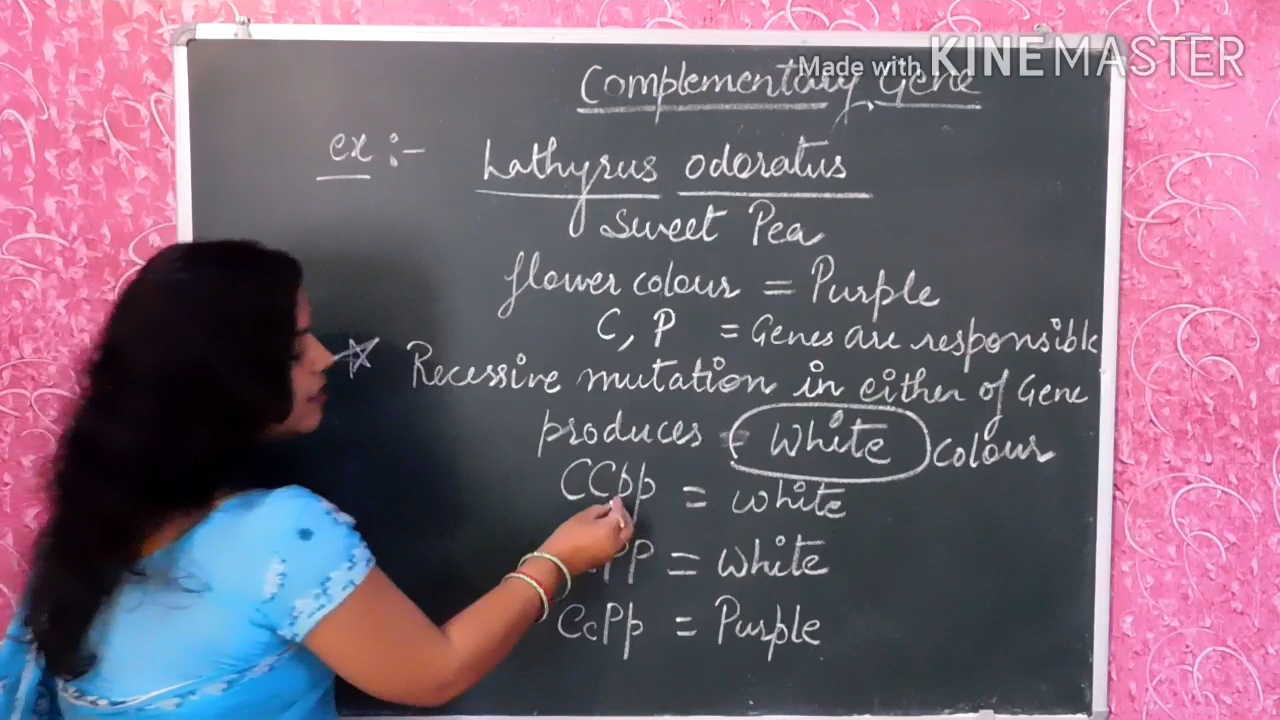 Made with KINEMASTER
Complementary Gene
ex :-
Lathyrus odoratus
Sweet Pea
flower colour = Purple
C, P = Genes are responsible
Recessive mutation in either of Gene
produces = White colour
CCpp = white
PP = White
CcPp = Purple